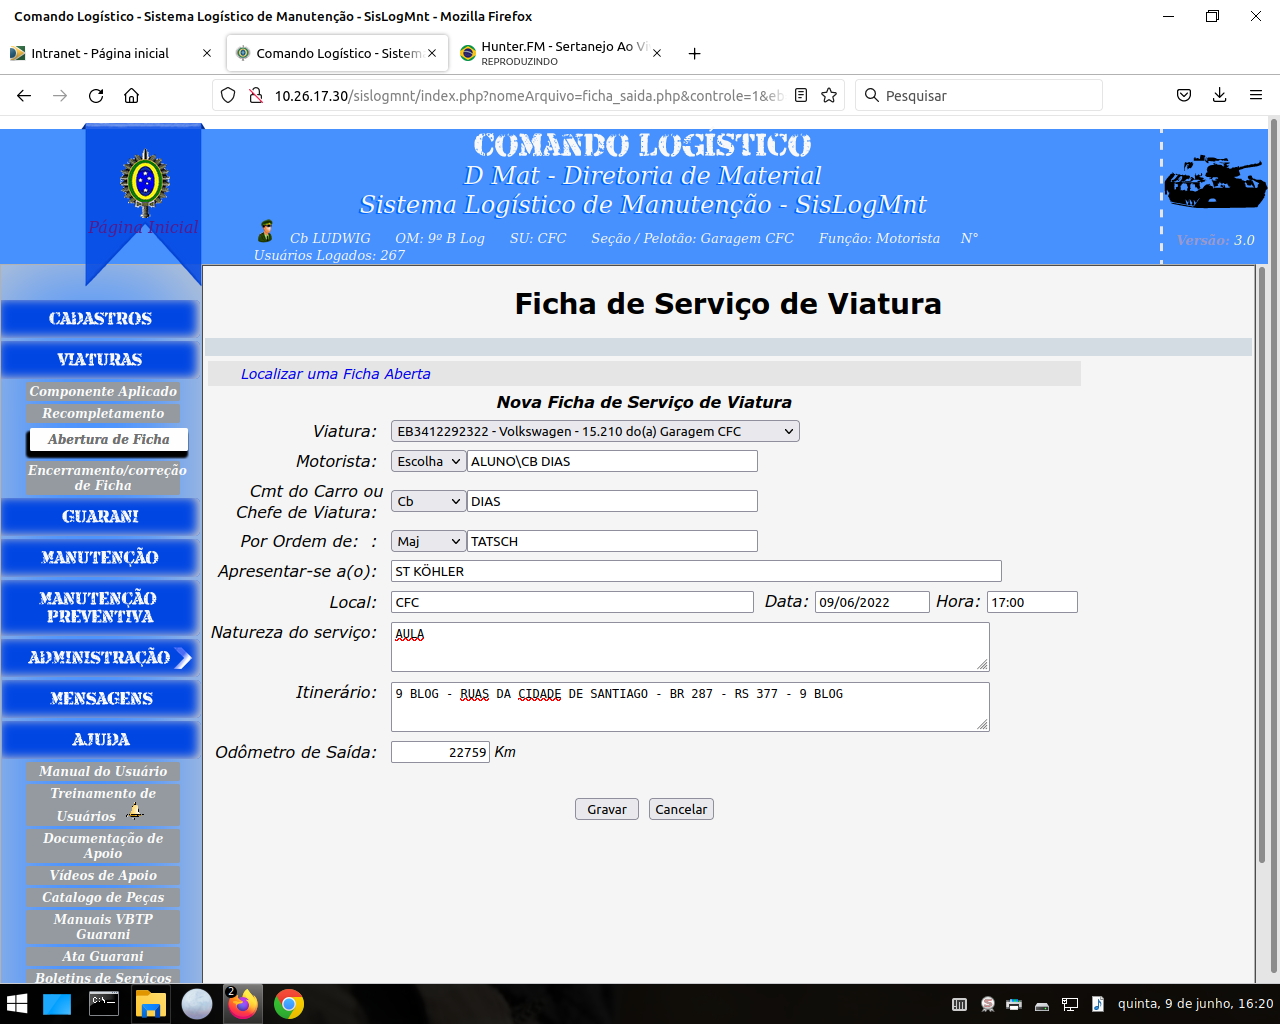 Comando Logístico - Sistema Logístico de Manutenção - SisLogMnt - Mozilla Firefox
Intranet - Página inicial
Comando Logístico - Sistem
Hunter.FM - Sertanejo Ao Vi
REPRODUZINDO
10.26.17.30/sislogmnt/index.php?nomeArquivo=ficha_saida.php&controle=1&eb
Pesquisar
COMANDO LOGÍSTICO
D Mat - Diretoria de Material
Sistema Logístico de Manutenção - SisLogMnt
Página Inicial
Cb LUDWIG OM: 9º B Log SU: CFC Seção / Pelotão: Garagem CFC Função: Motorista N°
Usuários Logados: 267
Versão: 3.0
CADASTROS
VIATURAS
Componente Aplicado
Recompletamento
Abertura de Ficha
Encerramento/correção
de Ficha
GUARANI
MANUTENÇÃO
MANUTENÇÃO
PREVENTIVA
ADMINISTRAÇÃO
MENSAGENS
AJUDA
Manual do Usuário
Treinamento de
Usuários
Documentação de
Apoio
Vídeos de Apoio
Catalogo de Peças
Manuais VBTP
Guarani
Ata Guarani
Boletins de Serviços
Ficha de Serviço de Viatura
Localizar uma Ficha Aberta
Nova Ficha de Serviço de Viatura
Viatura: EB3412292322 - Volkswagen - 15.210 do(a) Garagem CFC
Motorista: Escolha ALUNO\CB DIAS
Cmt do Carro ou
Chefe de Viatura: Cb DIAS
Por Ordem de: : Maj TATSCH
Apresentar-se a(o): ST KÖHLER
Local: CFC Data: 09/06/2022 Hora: 17:00
Natureza do serviço: AULA
Itinerário: 9 BLOG - RUAS DA CIDADE DE SANTIAGO - BR 287 - RS 377 - 9 BLOG
Odômetro de Saída: 22759 Km
Gravar Cancelar
2
quinta, 9 de junho, 16:20